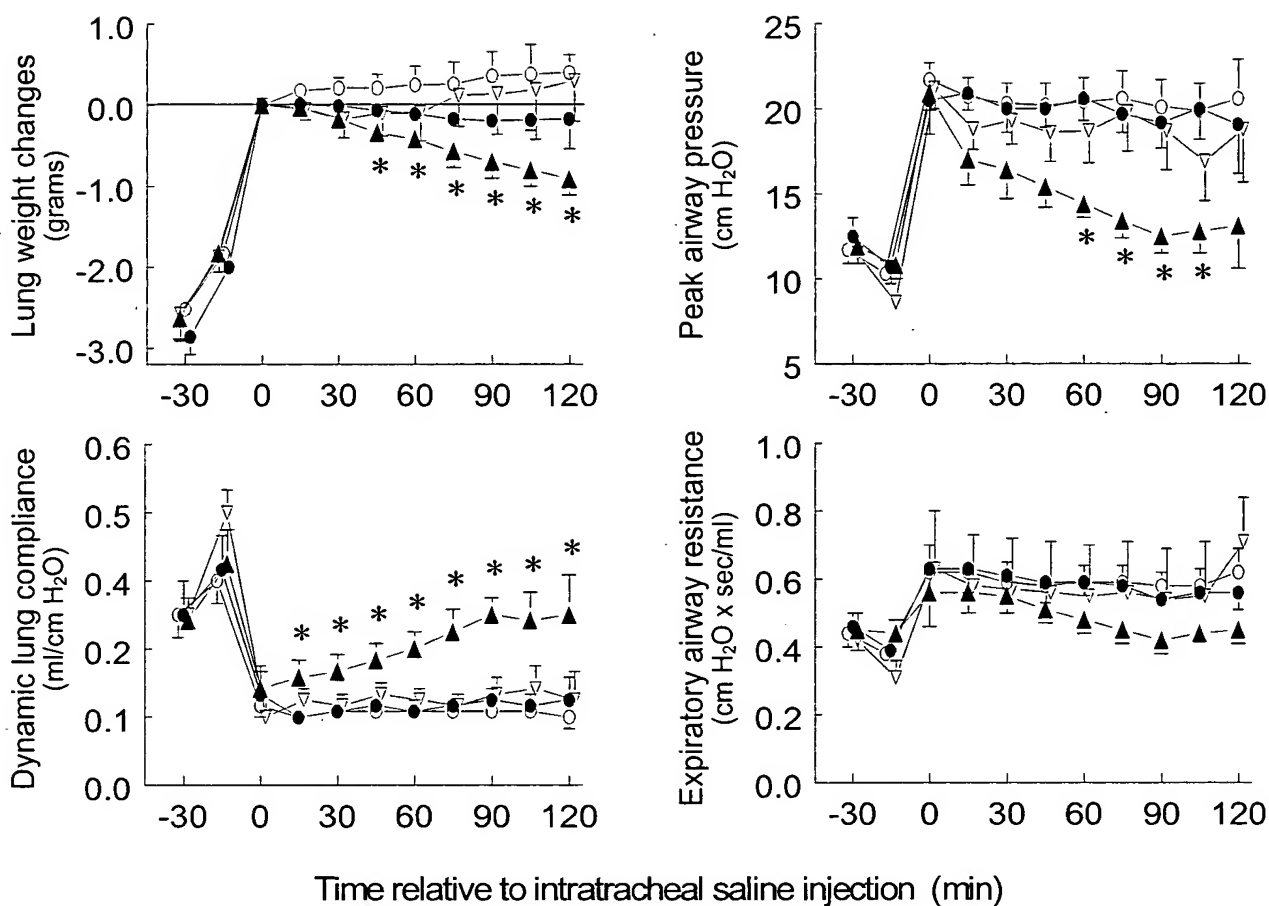 Lung weight changes
(grams)
1.0
0.0
-1.0
-2.0
-3.0
* * * * * *
-30 0 30 60 90 120
Peak airway pressure
(cm H₂O)
25
20
15
10
5
* * * *
-30 0 30 60 90 120
Dynamic lung compliance
(ml/cm H₂O)
0.6
0.5
0.4
0.2
0.1
0.0
* * * * * * * *
-30 0 30 60 90 120
Expiratory airway resistance
(cm H₂O x sec/ml)
1.0
0.8
0.6
0.4
0.2
0.0
-30 0 30 60 90 120
Time relative to intratracheal saline injection (min)